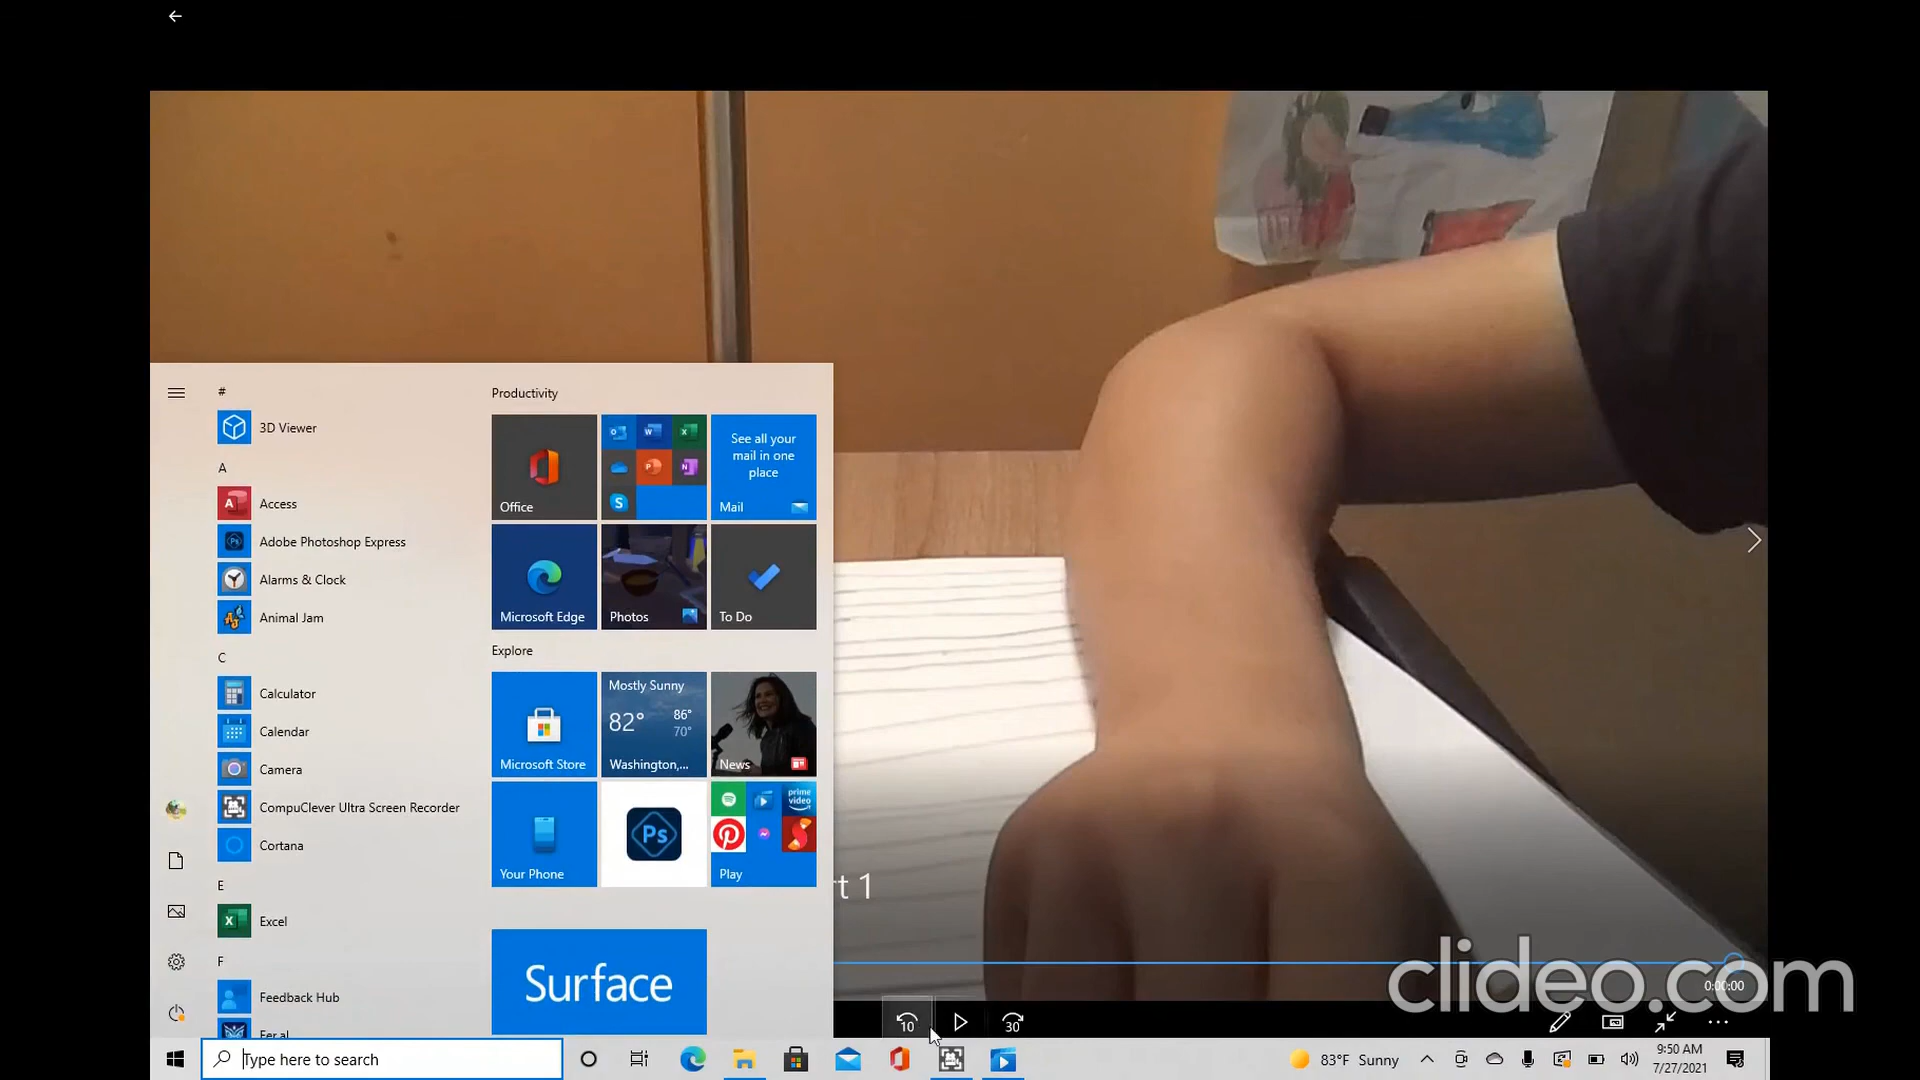 #
3D Viewer
A
Access
Adobe Photoshop Express
Alarms & Clock
Animal Jam
C
Calculator
Calendar
Camera
CompuClever Ultra Screen Recorder
Cortana
E
Excel
F
Feedback Hub
Productivity
Office
See all your
mail in one
place
Mail
Microsoft Edge
Photos
To Do
Explore
Microsoft Store
Mostly Sunny
82°
86°
70°
Washington,...
News
Your Phone
Ps
prime
video
Play
Surface
rt 1
0:00:00
clideo.com
10
30
Type here to search
83°F Sunny
9:50 AM
7/27/2021